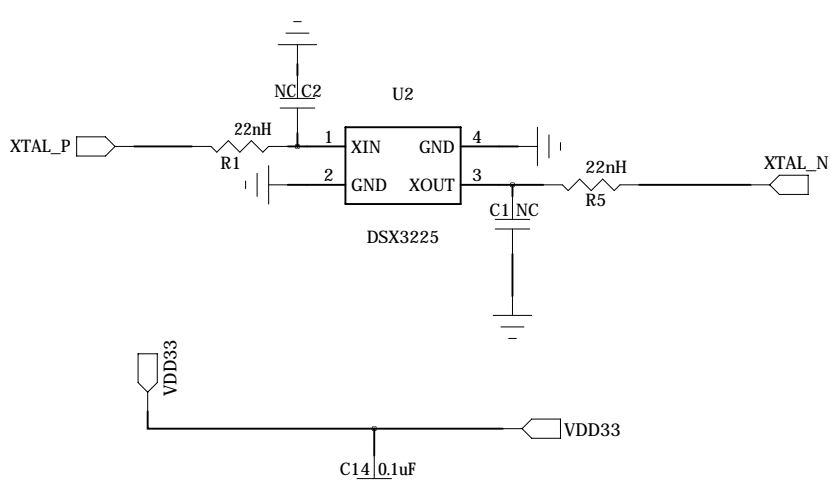 NC C2
U2
XTAL_P
22nH
R1
1
XIN
GND
4
2
GND
XOUT
3
22nH
R5
XTAL_N
C1 NC
DSX3225
VDD33
VDD33
C14 0.1uF